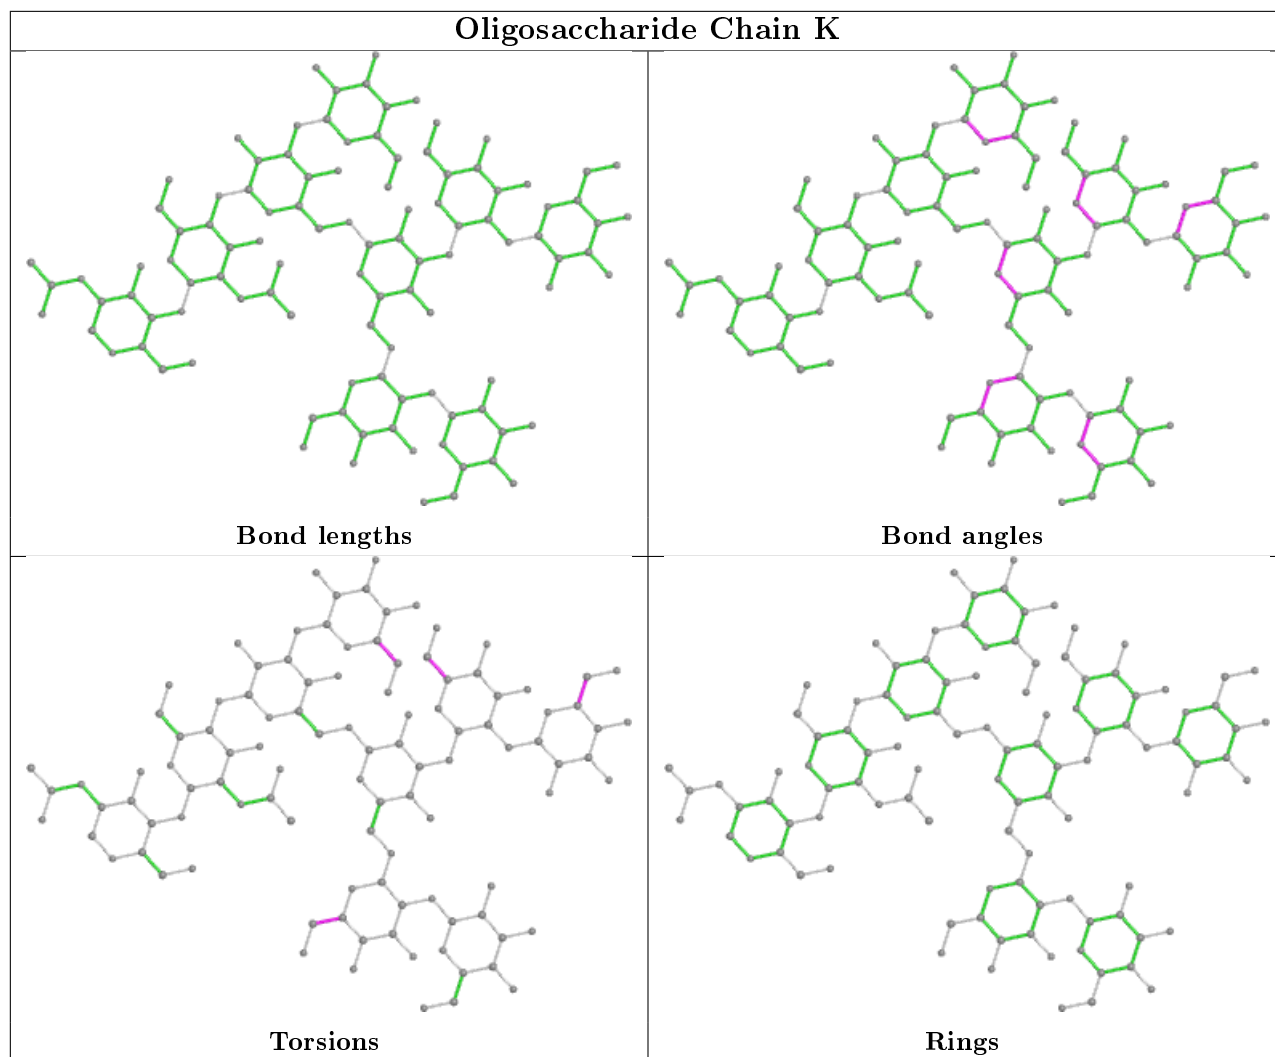 Oligosaccharide Chain K
Bond lengths
Bond angles
Torsions
Rings